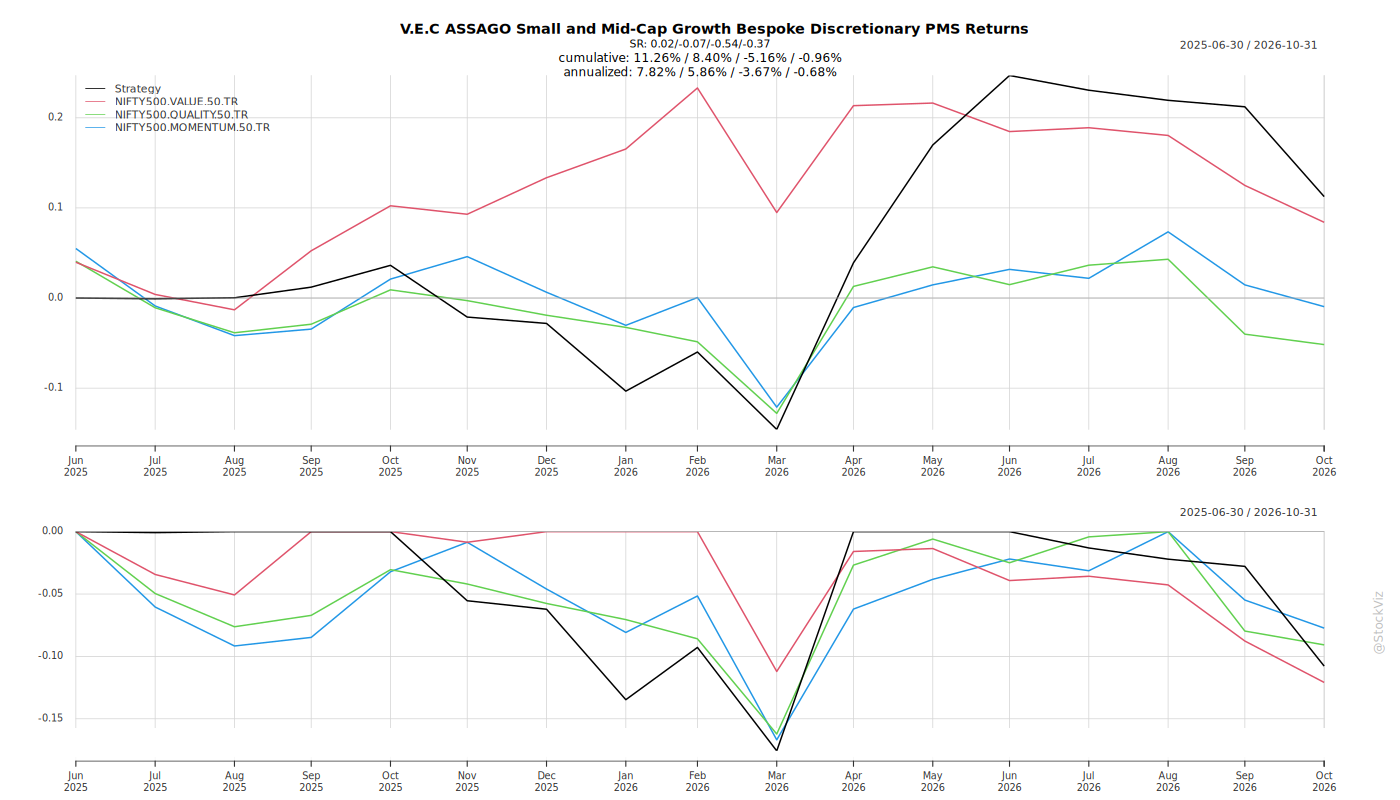 V.E.C ASSAGO Small and Mid-Cap Growth Bespoke Discretionary PMS Returns
SR: 0.02/-0.07/-0.54/-0.37
cumulative: 11.26% / 8.40% / -5.16% / -0.96%
annualized: 7.82% / 5.86% / -3.67% / -0.68%
2025-06-30 / 2026-10-31
Strategy
NIFTY500.VALUE.50.TR
NIFTY500.QUALITY.50.TR
NIFTY500.MOMENTUM.50.TR
0.2
0.1
0.0
-0.1
Jun Jul Aug Sep Oct Nov Dec Jan Feb Mar Apr May Jun Jul Aug Sep Oct
2025 2025 2025 2025 2025 2025 2025 2026 2026 2026 2026 2026 2026 2026 2026 2026 2026
2025-06-30 / 2026-10-31
0.00
-0.05
-0.10
-0.15
Jun Jul Aug Sep Oct Nov Dec Jan Feb Mar Apr May Jun Jul Aug Sep Oct
2025 2025 2025 2025 2025 2025 2025 2026 2026 2026 2026 2026 2026 2026 2026 2026 2026
@StockViz